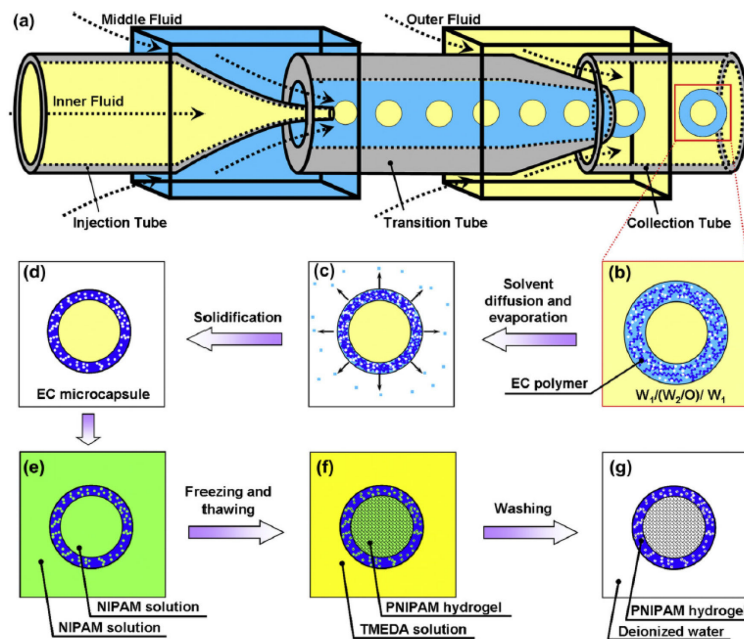 (a)
Middle Fluid
Outer Fluid
Inner Fluid
Injection Tube
Transition Tube
Collection Tube
(d)
EC microcapsule
Solidification
(c)
Solvent
diffusion and
evaporation
EC polymer
(b)
W₁/(W₂/O)/ W₁
(e)
NIPAM solution
NIPAM solution
Freezing and
thawing
(f)
PNIPAM hydrogel
TMEDA solution
Washing
(g)
PNIPAM hydrogel
Deionized water